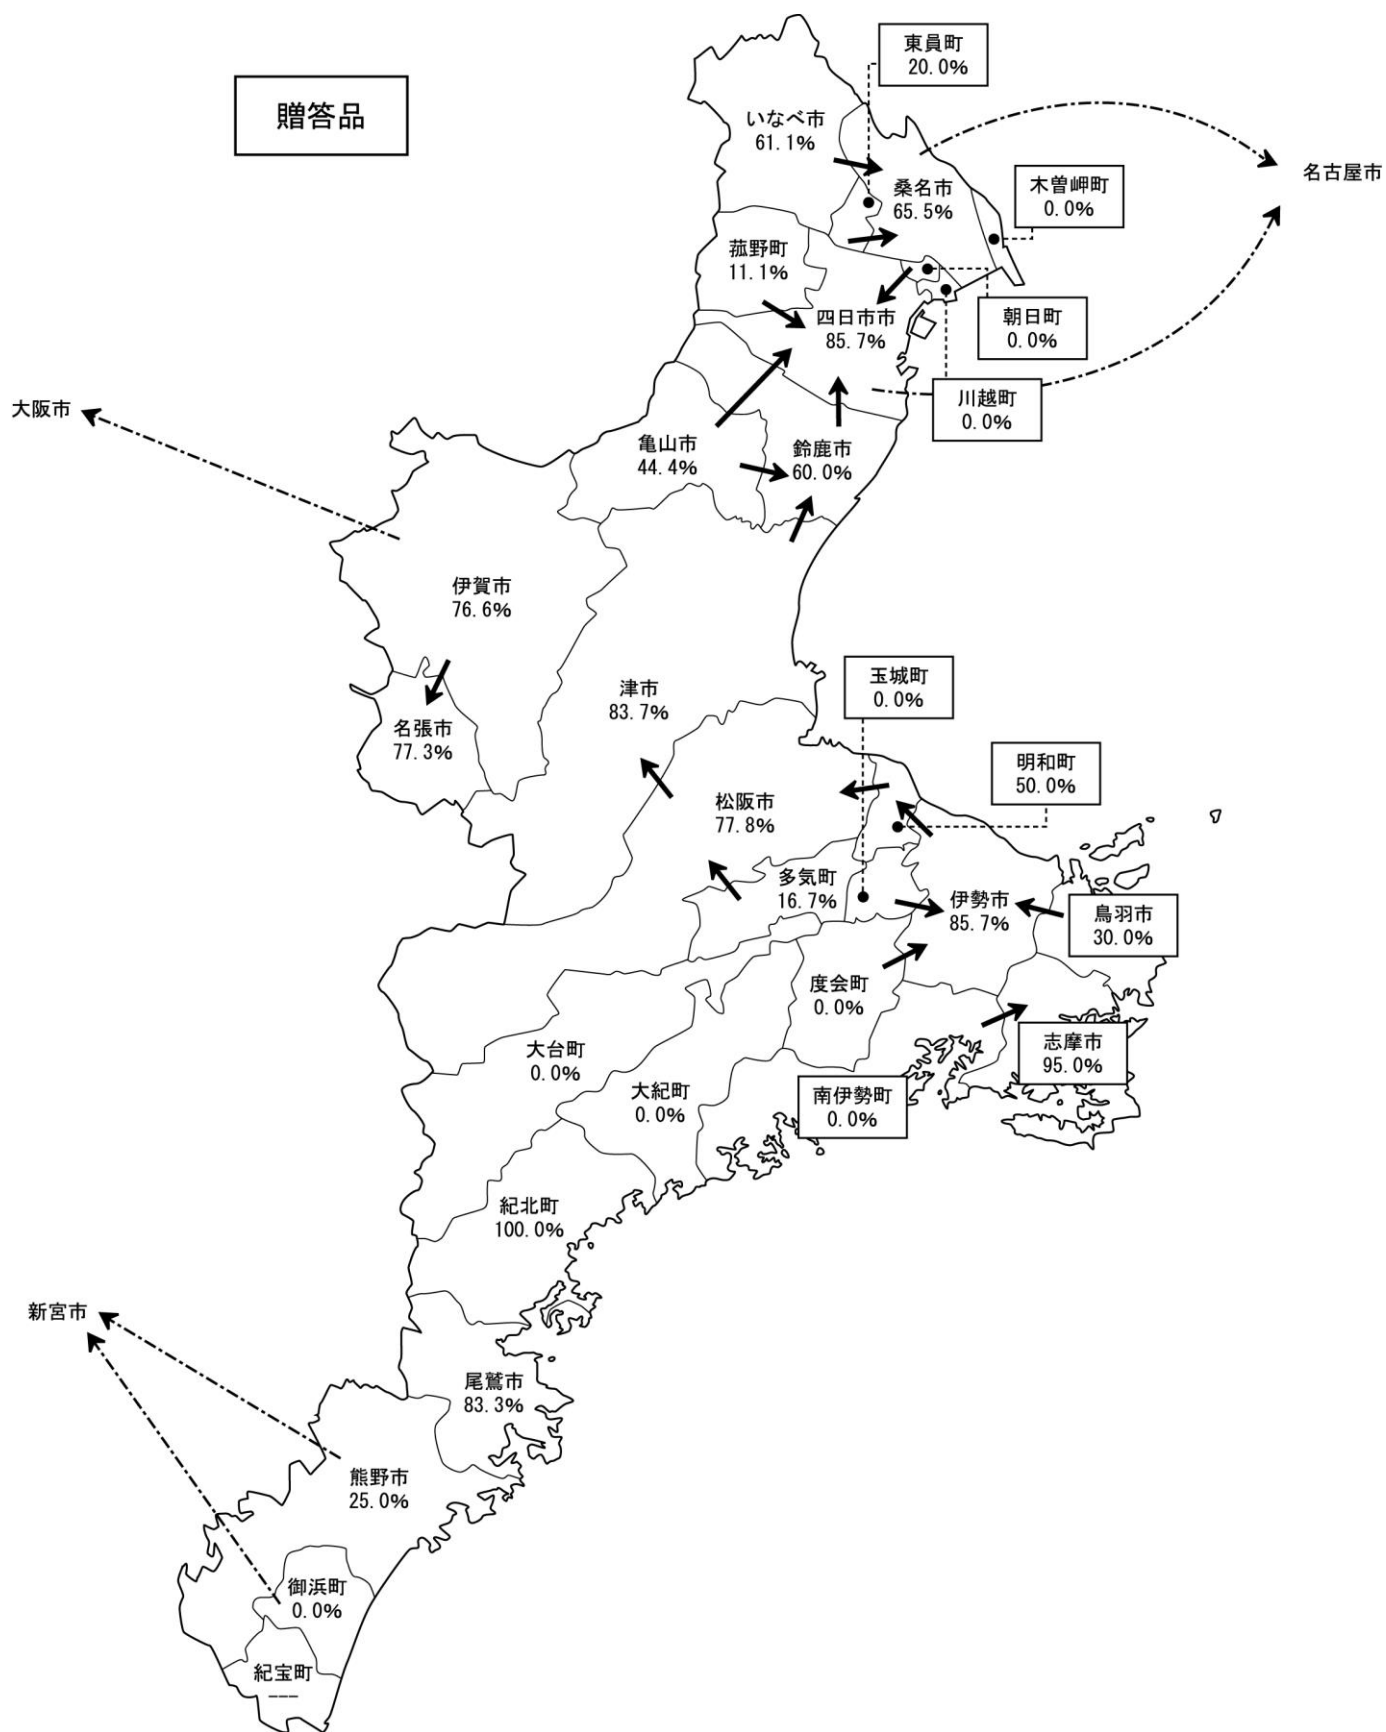 贈答品
東員町
20.0%
いなべ市
61.1%
名古屋市
桑名市
65.5%
木曽岬町
0.0%
菰野町
11.1%
四日市市
85.7%
朝日町
0.0%
川越町
0.0%
大阪市
亀山市
44.4%
鈴鹿市
60.0%
伊賀市
76.6%
津市
83.7%
玉城町
0.0%
名張市
77.3%
明和町
50.0%
松阪市
77.8%
多気町
16.7%
伊勢市
85.7%
鳥羽市
30.0%
度会町
0.0%
志摩市
95.0%
大台町
0.0%
大紀町
0.0%
南伊勢町
0.0%
紀北町
100.0%
新宮市
尾鷲市
83.3%
熊野市
25.0%
御浜町
0.0%
紀宝町
---